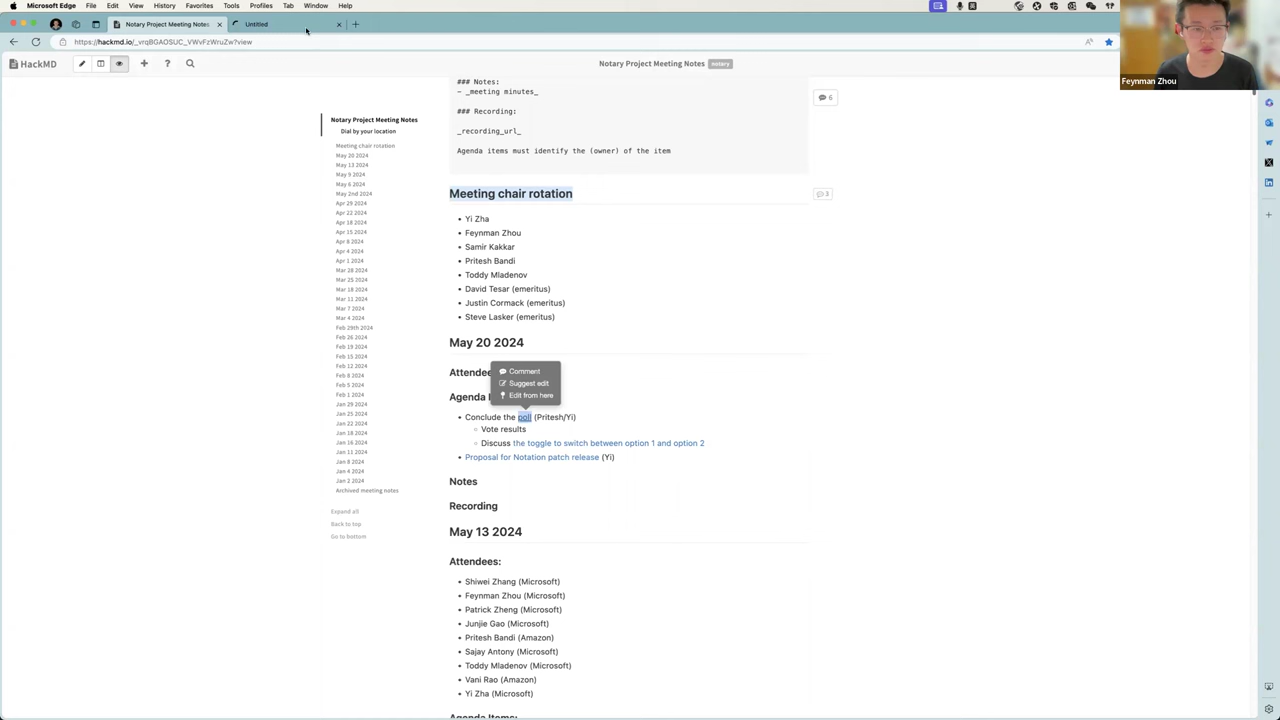 Microsoft Edge File Edit View History Favorites Tools Profiles Tab Window Help
Notary Project Meeting Notes Untitled
https://hackmd.io/_vrqBGAOSUC_VWvFzWruZw?view
HackMD
Notary Project Meeting Notes notary
Feynman Zhou
### Notes:
- _meeting minutes_
### Recording:
_recording_url_
Agenda items must identify the (owner) of the item
6
Notary Project Meeting Notes
Dial by your location
Meeting chair rotation
May 20 2024
May 13 2024
May 9 2024
May 6 2024
May 2nd 2024
Apr 29 2024
Apr 22 2024
Apr 18 2024
Apr 15 2024
Apr 8 2024
Apr 4 2024
Apr 1 2024
Mar 28 2024
Mar 25 2024
Mar 18 2024
Mar 11 2024
Mar 7 2024
Mar 4 2024
Feb 29th 2024
Feb 26 2024
Feb 19 2024
Feb 15 2024
Feb 12 2024
Feb 8 2024
Feb 5 2024
Feb 1 2024
Jan 29 2024
Jan 25 2024
Jan 22 2024
Jan 18 2024
Jan 16 2024
Jan 11 2024
Jan 8 2024
Jan 4 2024
Jan 2 2024
Archived meeting notes
Expand all
Back to top
Go to bottom
Meeting chair rotation
3
Yi Zha
Feynman Zhou
Samir Kakkar
Pritesh Bandi
Toddy Mladenov
David Tesar (emeritus)
Justin Cormack (emeritus)
Steve Lasker (emeritus)
May 20 2024
Attendee
Comment
Suggest edit
Edit from here
Agenda
Conclude the poll (Pritesh/Yi)
Vote results
Discuss the toggle to switch between option 1 and option 2
Proposal for Notation patch release (Yi)
Notes
Recording
May 13 2024
Attendees:
Shiwei Zhang (Microsoft)
Feynman Zhou (Microsoft)
Patrick Zheng (Microsoft)
Junjie Gao (Microsoft)
Pritesh Bandi (Amazon)
Sajay Antony (Microsoft)
Toddy Mladenov (Microsoft)
Vani Rao (Amazon)
Yi Zha (Microsoft)
Agenda Items: